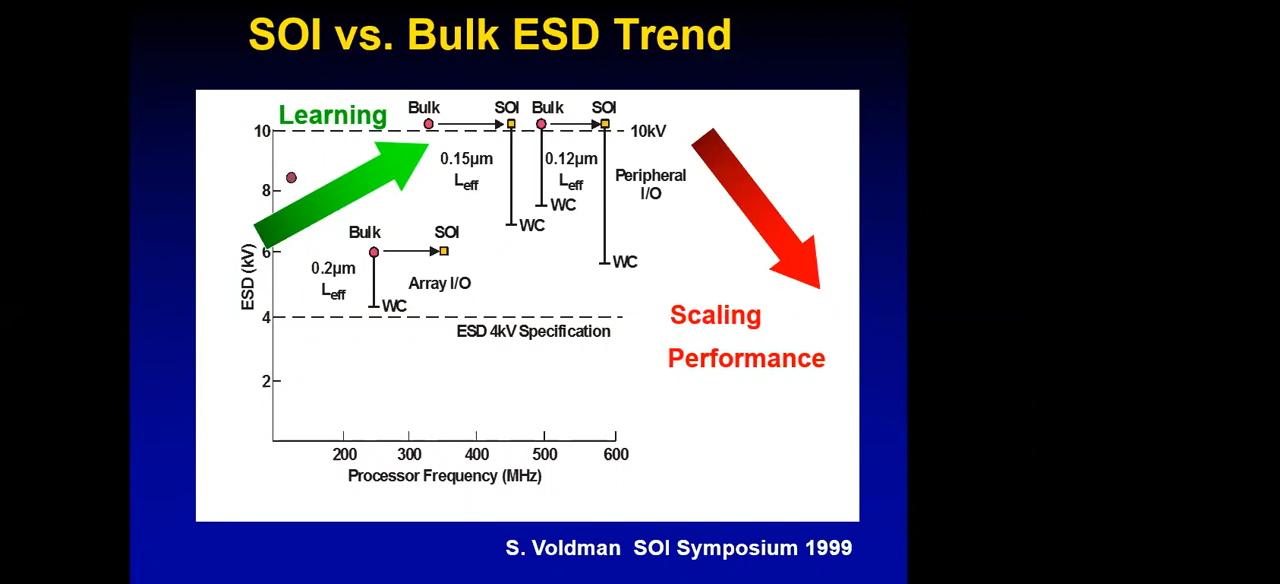 SOI vs. Bulk ESD Trend
Learning
Bulk
SOI
Bulk
SOI
10
10kV
0.15µm
Leff
0.12µm
Leff
Peripheral
I/O
8
WC
WC
Bulk
SOI
6
WC
0.2µm
Leff
Array I/O
WC
ESD (kV)
4
ESD 4kV Specification
2
200
300
400
500
600
Processor Frequency (MHz)
Scaling
Performance
S. Voldman SOI Symposium 1999